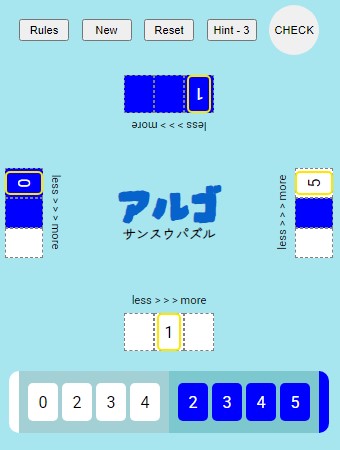 Rules New Reset Hint - 3 CHECK
1
less > > > more
0
less > > > more
5
less > > > more
アルゴ
サンスウパズル
less > > > more
1
0 2 3 4 2 3 4 5